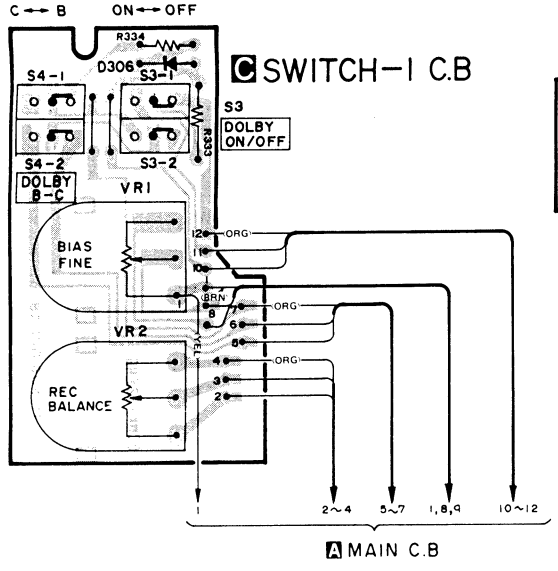 C ↔ B ON ↔ OFF
R334
D306
C SWITCH-1 C.B
S4-1 S3-1
S3
DOLBY
ON/OFF
R333
S4-2 S3-2
DOLBY
B-C
VR1
BIAS
FINE
12 ORG
11
10
BRN
1
8
7 ORG
6
5
YEL
VR2
4 ORG
3
2
REC
BALANCE
1 2~4 5~7 1,8,9 10~12
A MAIN C.B